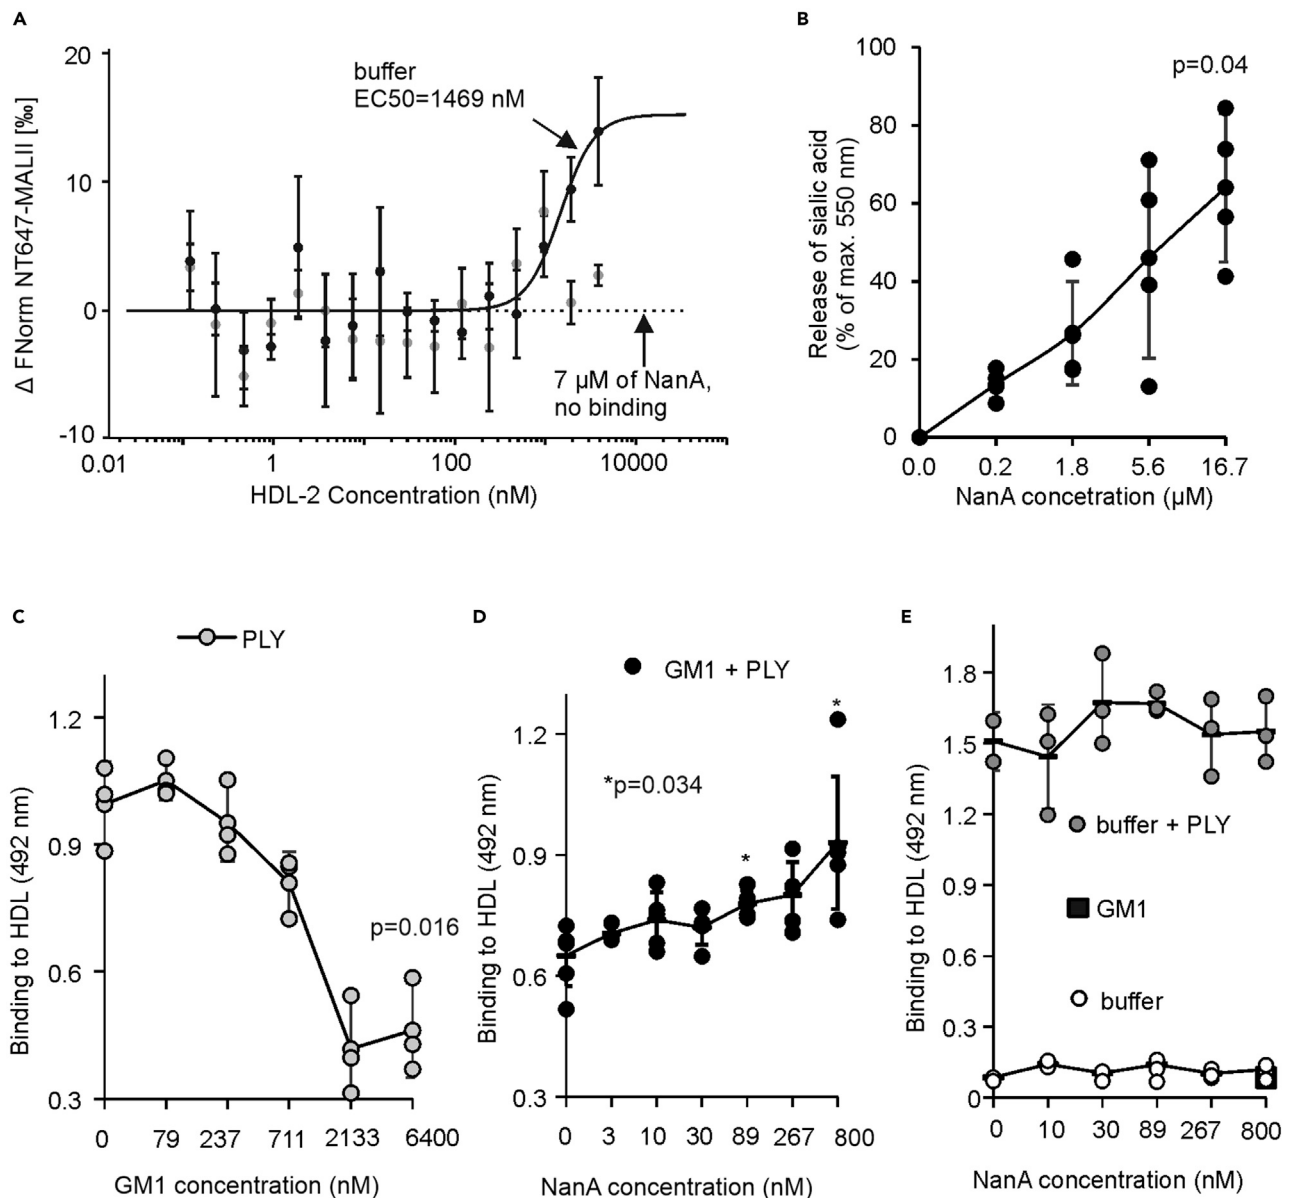 A
20
10
0
-10
Δ FNorm NT647-MALII [‰]
buffer
EC50=1469 nM
7 µM of NanA,
no binding
0.01
1
100
10000
HDL-2 Concentration (nM)
B
100
80
60
40
20
0
Release of sialic acid
(% of max. 550 nm)
p=0.04
0.0
0.2
1.8
5.6
16.7
NanA concetration (µM)
C
PLY
1.2
0.9
0.6
0.3
Binding to HDL (492 nm)
p=0.016
0
79
237
711
2133
6400
GM1 concentration (nM)
D
GM1 + PLY
1.2
0.9
0.6
0.3
Binding to HDL (492 nm)
*p=0.034
*
*
0
3
10
30
89
267
800
NanA concentration (nM)
E
1.8
1.5
1.2
0.9
0.6
0.3
0
Binding to HDL (492 nm)
buffer + PLY
GM1
buffer
0
10
30
89
267
800
NanA concentration (nM)